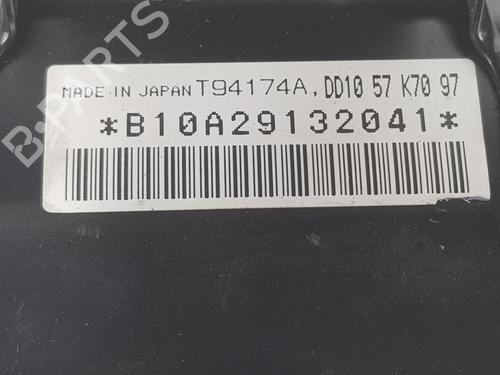 MADE IN JAPAN T94174A, DD10 57 K70 97
*B10A29132041*
B-PARTS